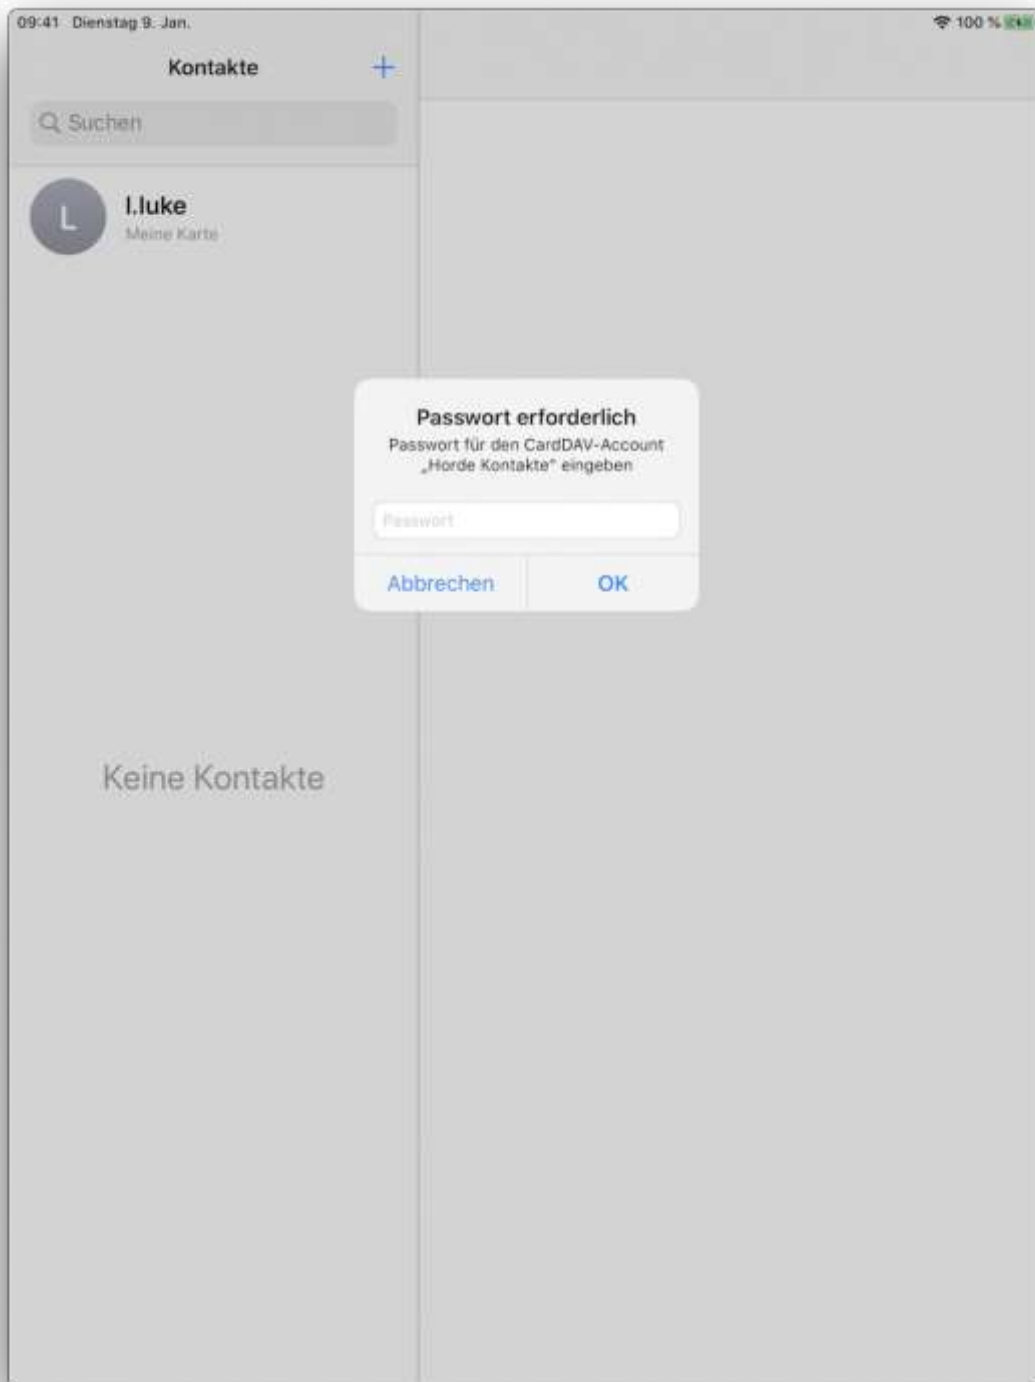 09:41 Dienstag 9. Jan.
100 %
Kontakte
Suchen
L
l.luke
Meine Karte
Passwort erforderlich
Passwort für den CardDAV-Account
„Horde Kontakte“ eingeben
Passwort
Abbrechen
OK
Keine Kontakte